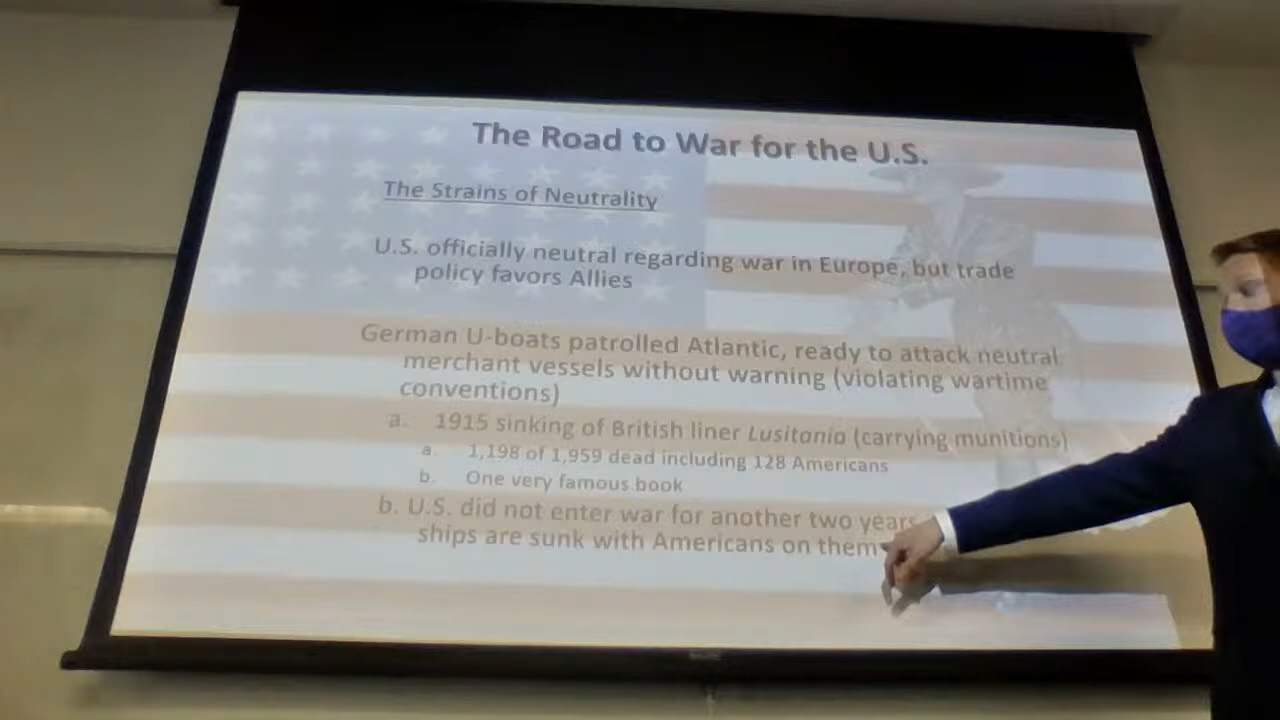 The Road to War for the U.S.
The Strains of Neutrality
U.S. officially neutral regarding war in Europe, but trade
policy favors Allies
German U-boats patrolled Atlantic, ready to attack neutral
merchant vessels without warning (violating wartime
conventions)
a. 1915 sinking of British liner Lusitania (carrying munitions)
a. 1,198 of 1,959 dead including 128 Americans
b. One very famous book
b. U.S. did not enter war for another two years
ships are sunk with Americans on them